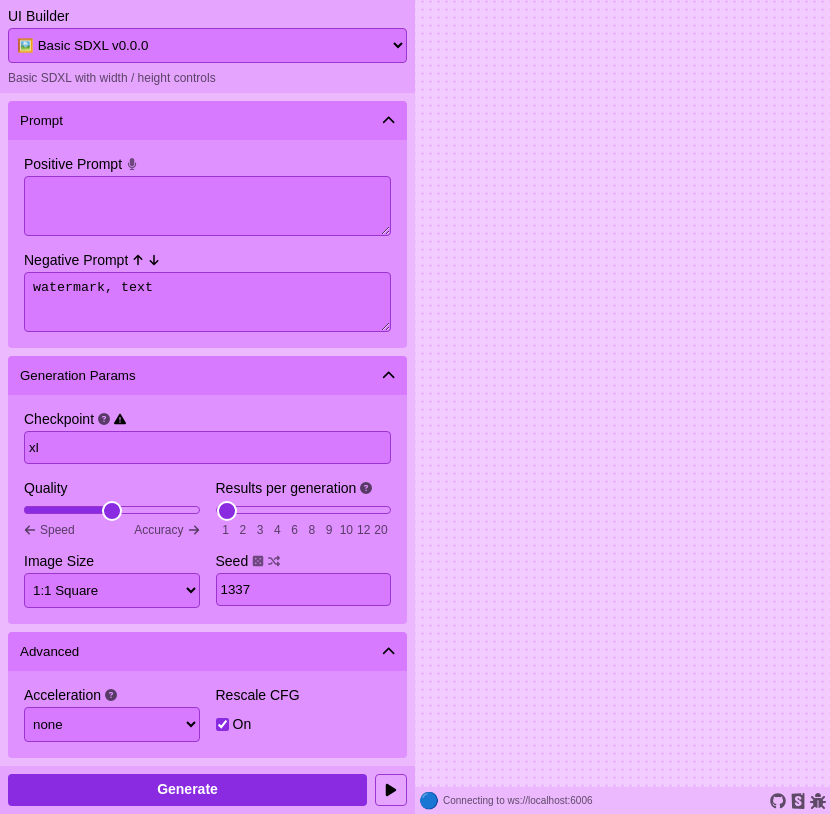 UI Builder
Basic SDXL v0.0.0
Basic SDXL with width / height controls
Prompt
Positive Prompt
Negative Prompt
watermark, text
Generation Params
Checkpoint
xl
Quality
Results per generation
Speed
Accuracy
1 2 3 4 6 8 9 10 12 20
Image Size
Seed
1:1 Square
1337
Advanced
Acceleration
Rescale CFG
none
On
Generate
Connecting to ws://localhost:6006